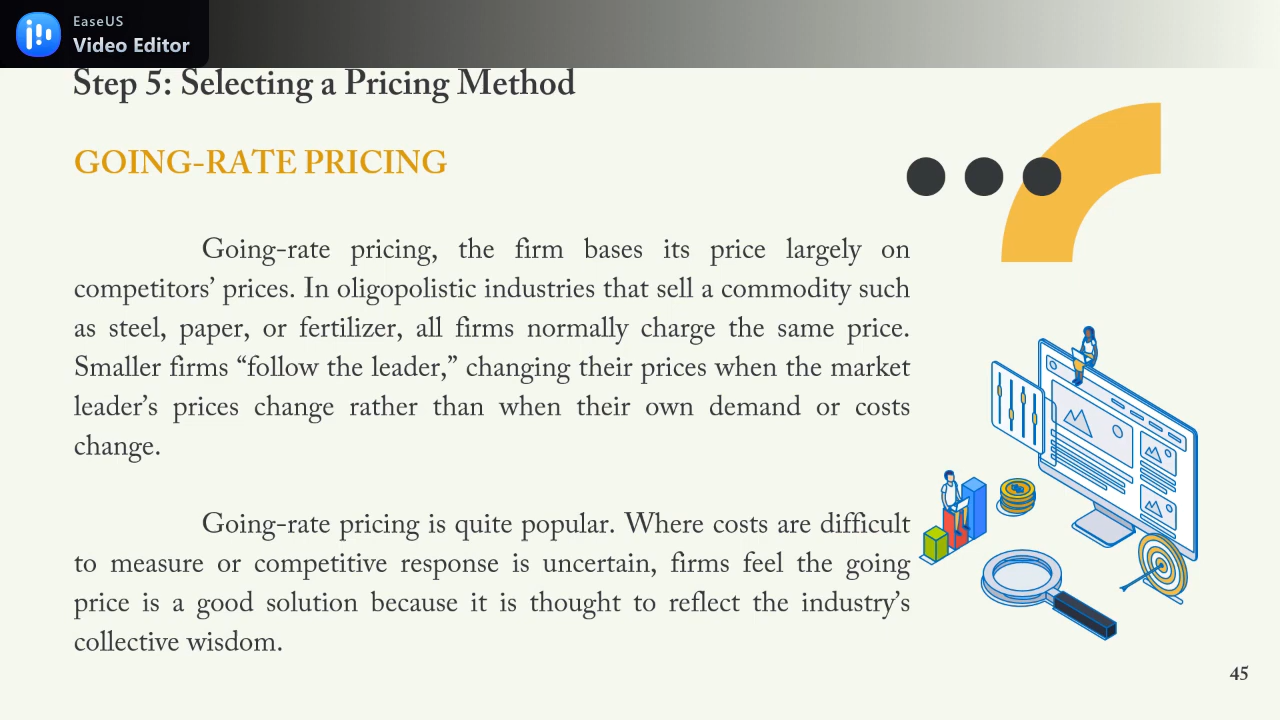 EaseUS
Video Editor
Step 5: Selecting a Pricing Method
GOING-RATE PRICING
Going-rate pricing, the firm bases its price largely on
competitors’ prices. In oligopolistic industries that sell a commodity such
as steel, paper, or fertilizer, all firms normally charge the same price.
Smaller firms “follow the leader,” changing their prices when the market
leader’s prices change rather than when their own demand or costs
change.
Going-rate pricing is quite popular. Where costs are difficult
to measure or competitive response is uncertain, firms feel the going
price is a good solution because it is thought to reflect the industry’s
collective wisdom.
45